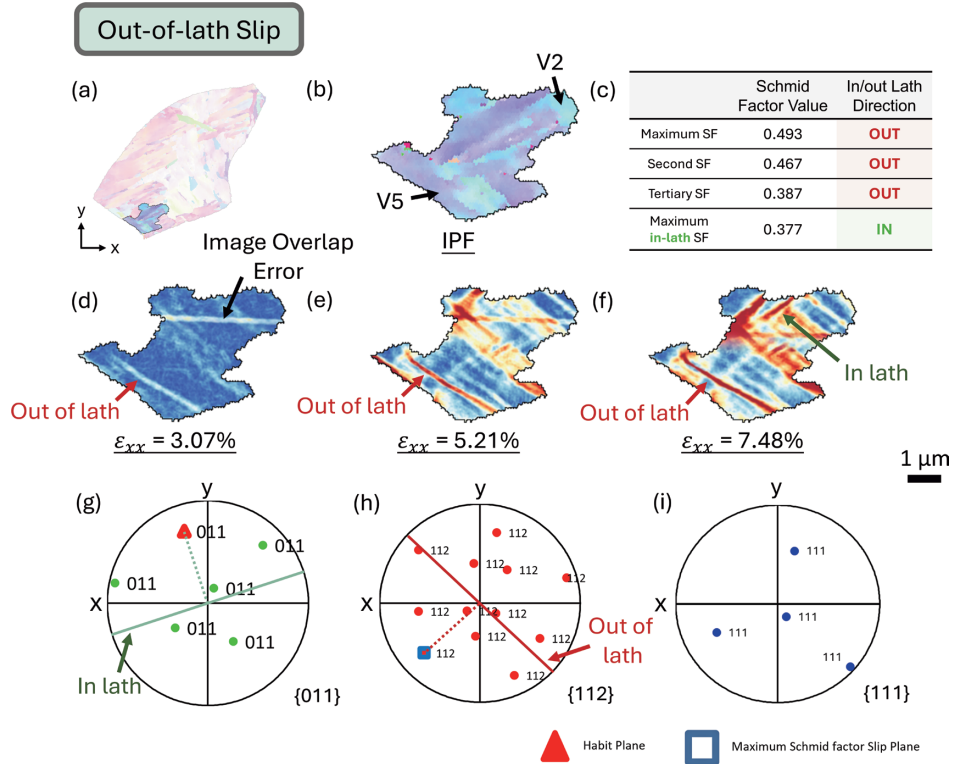 Out-of-lath Slip
(a)
y
x
(b)
V2
V5
IPF
(c)
Schmid Factor Value
In/out Lath Direction
Maximum SF 0.493 OUT
Second SF 0.467 OUT
Tertiary SF 0.387 OUT
Maximum in-lath SF 0.377 IN
Image Overlap
Error
(d)
Out of lath
εxx = 3.07%
(e)
Out of lath
εxx = 5.21%
(f)
In lath
Out of lath
εxx = 7.48%
1 μm
(g)
y
x
011
011
011
011
011
011
In lath
{011}
(h)
y
x
112
112
112
112
112
112
112
112
112
112
112
112
Out of
lath
{112}
(i)
y
x
111
111
111
111
{111}
Habit Plane
Maximum Schmid factor Slip Plane